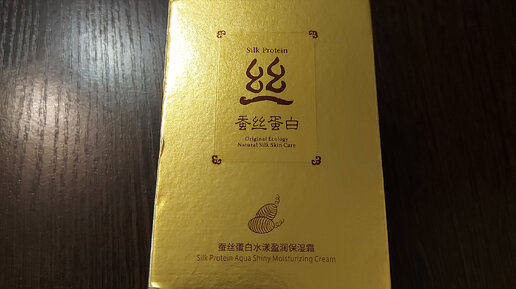 Silk Protein
丝
蚕丝蛋白
Original Ecology
Natural Silk Skin Care
蚕丝蛋白水漾盈润保湿霜
Silk Protein Aqua Shiny Moisturizing Cream